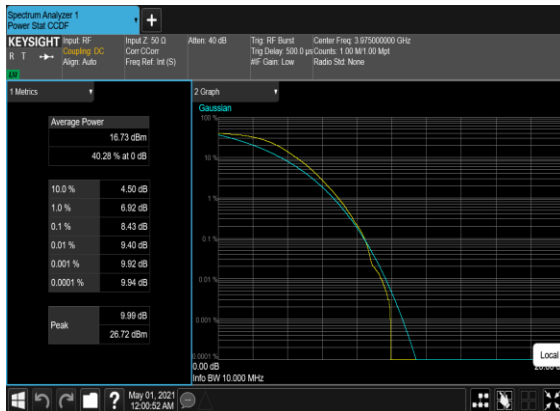 Spectrum Analyzer 1
Power Stat CCDF
+
KEYSIGHT
R T
LXI
Input: RF
Coupling: DC
Align: Auto
Input Z: 50 Ω
Corr CCorr
Freq Ref: Int (S)
Atten: 40 dB
Trig: RF Burst
Trig Delay: 500.0 µs
#IF Gain: Low
Center Freq: 3.975000000 GHz
Counts: 1.00 M/1.00 Mpt
Radio Std: None
1 Metrics
Average Power
16.73 dBm
40.28 % at 0 dB
10.0 % 4.50 dB
1.0 % 6.92 dB
0.1 % 8.43 dB
0.01 % 9.40 dB
0.001 % 9.92 dB
0.0001 % 9.94 dB
Peak
9.99 dB
26.72 dBm
2 Graph
Gaussian
100 %
10 %
1 %
0.1 %
0.01 %
0.001 %
0.0001 %
0.00 dB
Info BW 10.000 MHz
Local
?
May 01, 2021
12:00:52 AM